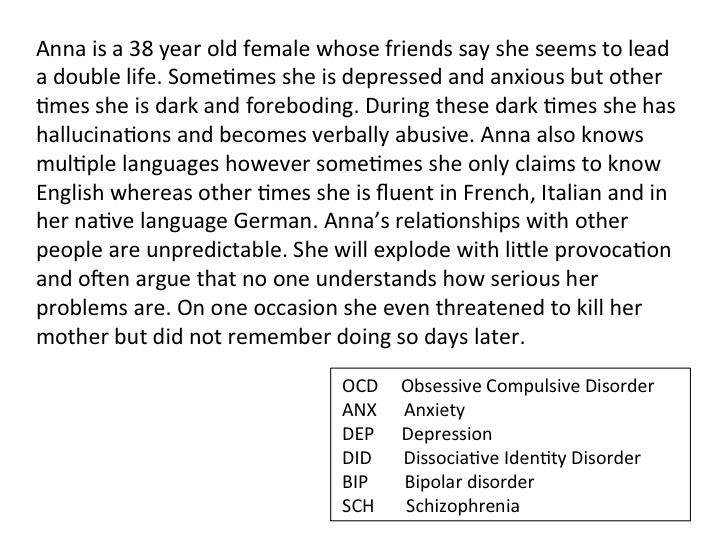 Anna is a 38 year old female whose friends say she seems to lead
a double life. Sometimes she is depressed and anxious but other
times she is dark and foreboding. During these dark times she has
hallucinations and becomes verbally abusive. Anna also knows
multiple languages however sometimes she only claims to know
English whereas other times she is fluent in French, Italian and in
her native language German. Anna’s relationships with other
people are unpredictable. She will explode with little provocation
and often argue that no one understands how serious her
problems are. On one occasion she even threatened to kill her
mother but did not remember doing so days later.
OCD Obsessive Compulsive Disorder
ANX Anxiety
DEP Depression
DID Dissociative Identity Disorder
BIP Bipolar disorder
SCH Schizophrenia